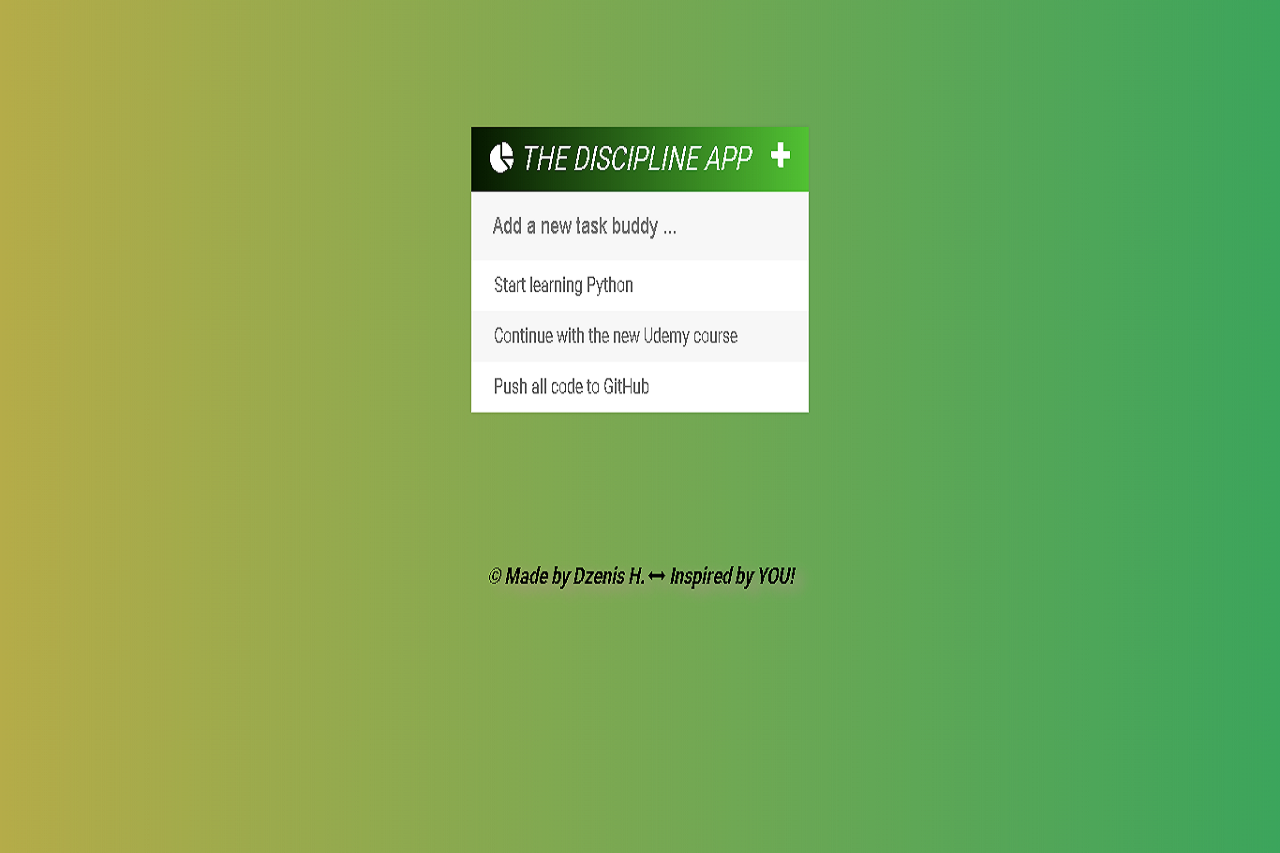 THE DISCIPLINE APP
Add a new task buddy ...
Start learning Python
Continue with the new Udemy course
Push all code to GitHub
© Made by Dzenis H. ↔ Inspired by YOU!